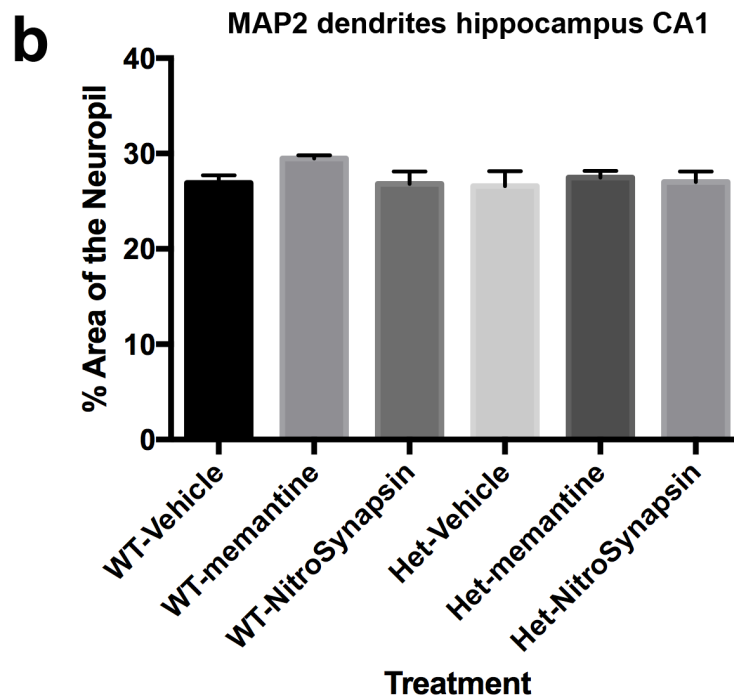 b
MAP2 dendrites hippocampus CA1
% Area of the Neuropil
40
30
20
10
0
WT-Vehicle
WT-memantine
WT-NitroSynapsin
Het-Vehicle
Het-memantine
Het-NitroSynapsin
Treatment